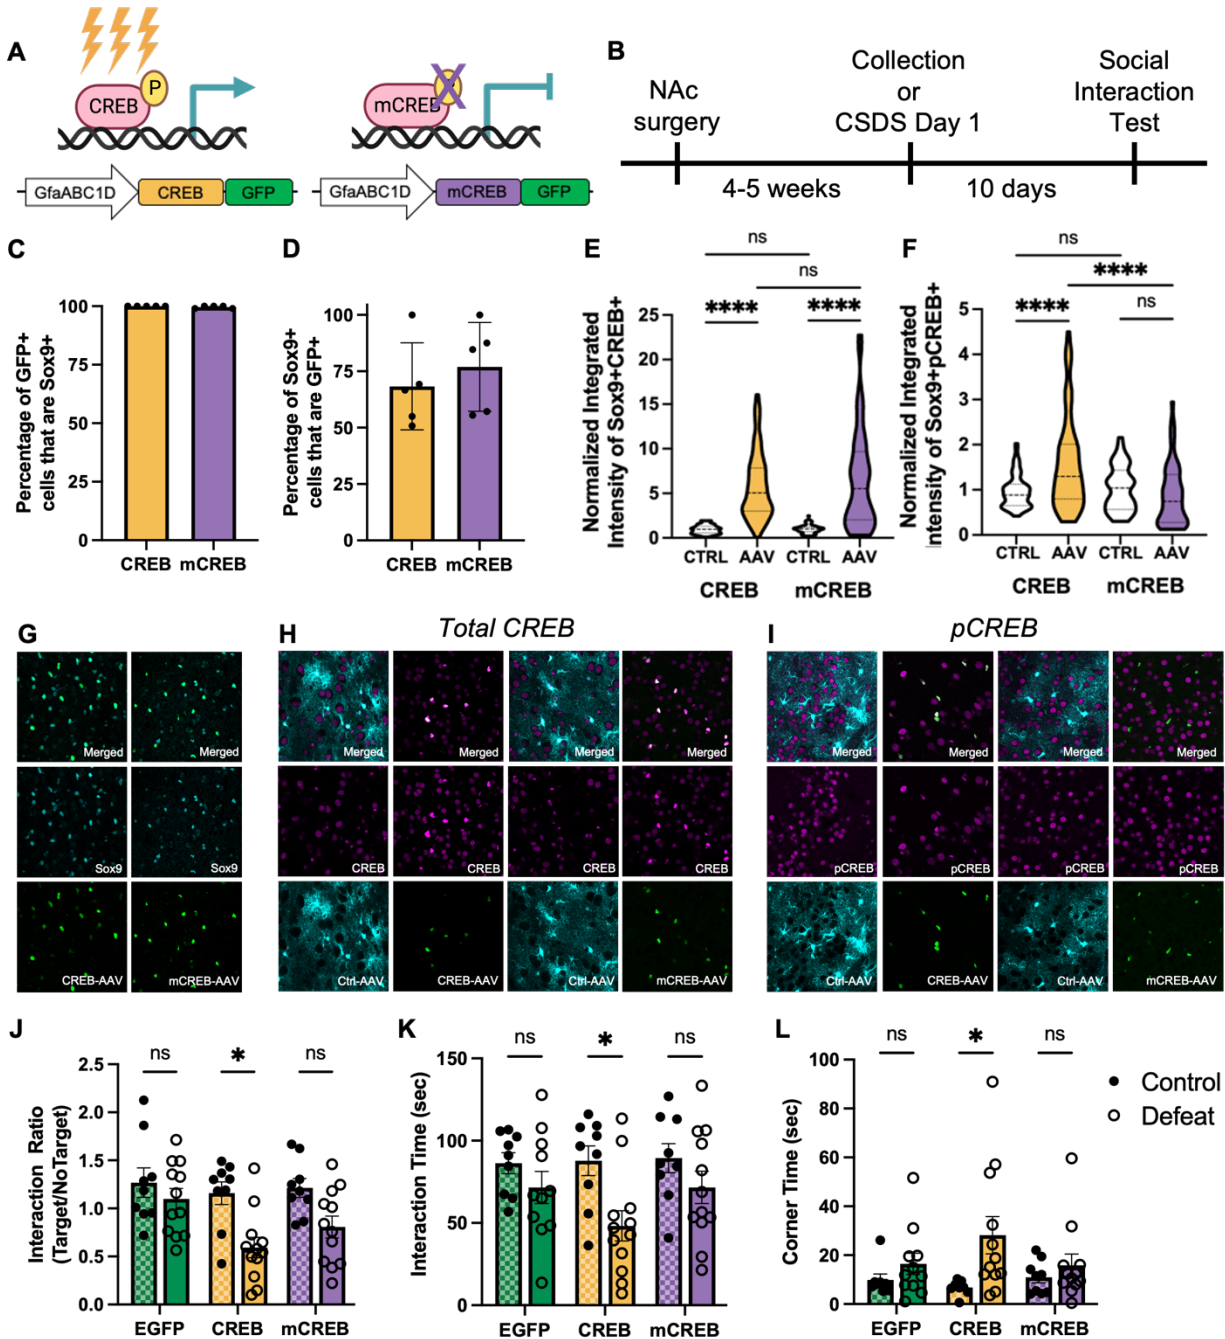 A
CREB
P
mCREB
GfaABC1D
CREB
GFP
GfaABC1D
mCREB
GFP
B
NAc
surgery
Collection
or
CSDS Day 1
Social
Interaction
Test
4-5 weeks
10 days
C
Percentage of GFP+
cells that are Sox9+
100
75
50
25
0
CREB
mCREB
D
Percentage of Sox9+
cells that are GFP+
100
75
50
25
0
CREB
mCREB
E
Normalized Integrated
Intensity of Sox9+CREB+
ns
ns
****
****
25
20
15
10
5
0
CTRL
AAV
CTRL
AAV
CREB
mCREB
F
Normalized Integrated
Intensity of Sox9+pCREB+
ns
****
****
ns
5
4
3
2
1
0
CTRL
AAV
CTRL
AAV
CREB
mCREB
G
Merged
Merged
Sox9
Sox9
CREB-AAV
mCREB-AAV
H
Total CREB
Merged
Merged
Merged
Merged
CREB
CREB
CREB
CREB
Ctrl-AAV
CREB-AAV
Ctrl-AAV
mCREB-AAV
I
pCREB
Merged
Merged
Merged
Merged
pCREB
pCREB
pCREB
pCREB
Ctrl-AAV
CREB-AAV
Ctrl-AAV
mCREB-AAV
J
Interaction Ratio
(Target/NoTarget)
ns
*
ns
2.5
2.0
1.5
1.0
0.5
0.0
EGFP
CREB
mCREB
K
Interaction Time (sec)
ns
*
ns
150
100
50
0
EGFP
CREB
mCREB
L
Corner Time (sec)
ns
*
ns
100
80
60
40
20
0
EGFP
CREB
mCREB
Control
Defeat